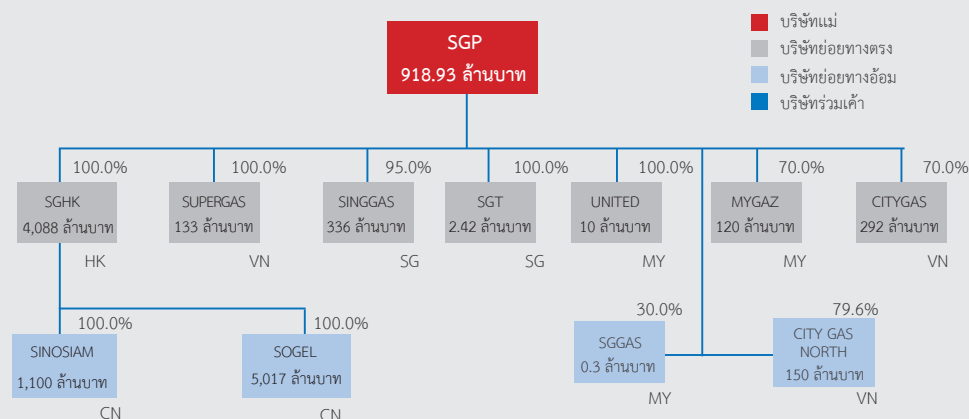 SGP
918.93 ล้านบาท
บริษัทแม่
บริษัทย่อยทางตรง
บริษัทย่อยทางอ้อม
บริษัทร่วมเค้า
100.0%
100.0%
95.0%
100.0%
100.0%
70.0%
70.0%
SGHK
4,088 ล้านบาท
HK
SUPERGAS
133 ล้านบาท
VN
SINGGAS
336 ล้านบาท
SG
SGT
2.42 ล้านบาท
SG
UNITED
10 ล้านบาท
MY
MYGAZ
120 ล้านบาท
MY
CITYGAS
292 ล้านบาท
VN
100.0%
SINOSIAM
1,100 ล้านบาท
CN
100.0%
SOGEL
5,017 ล้านบาท
CN
30.0%
SGGAS
0.3 ล้านบาท
MY
79.6%
CITY GAS
NORTH
150 ล้านบาท
VN